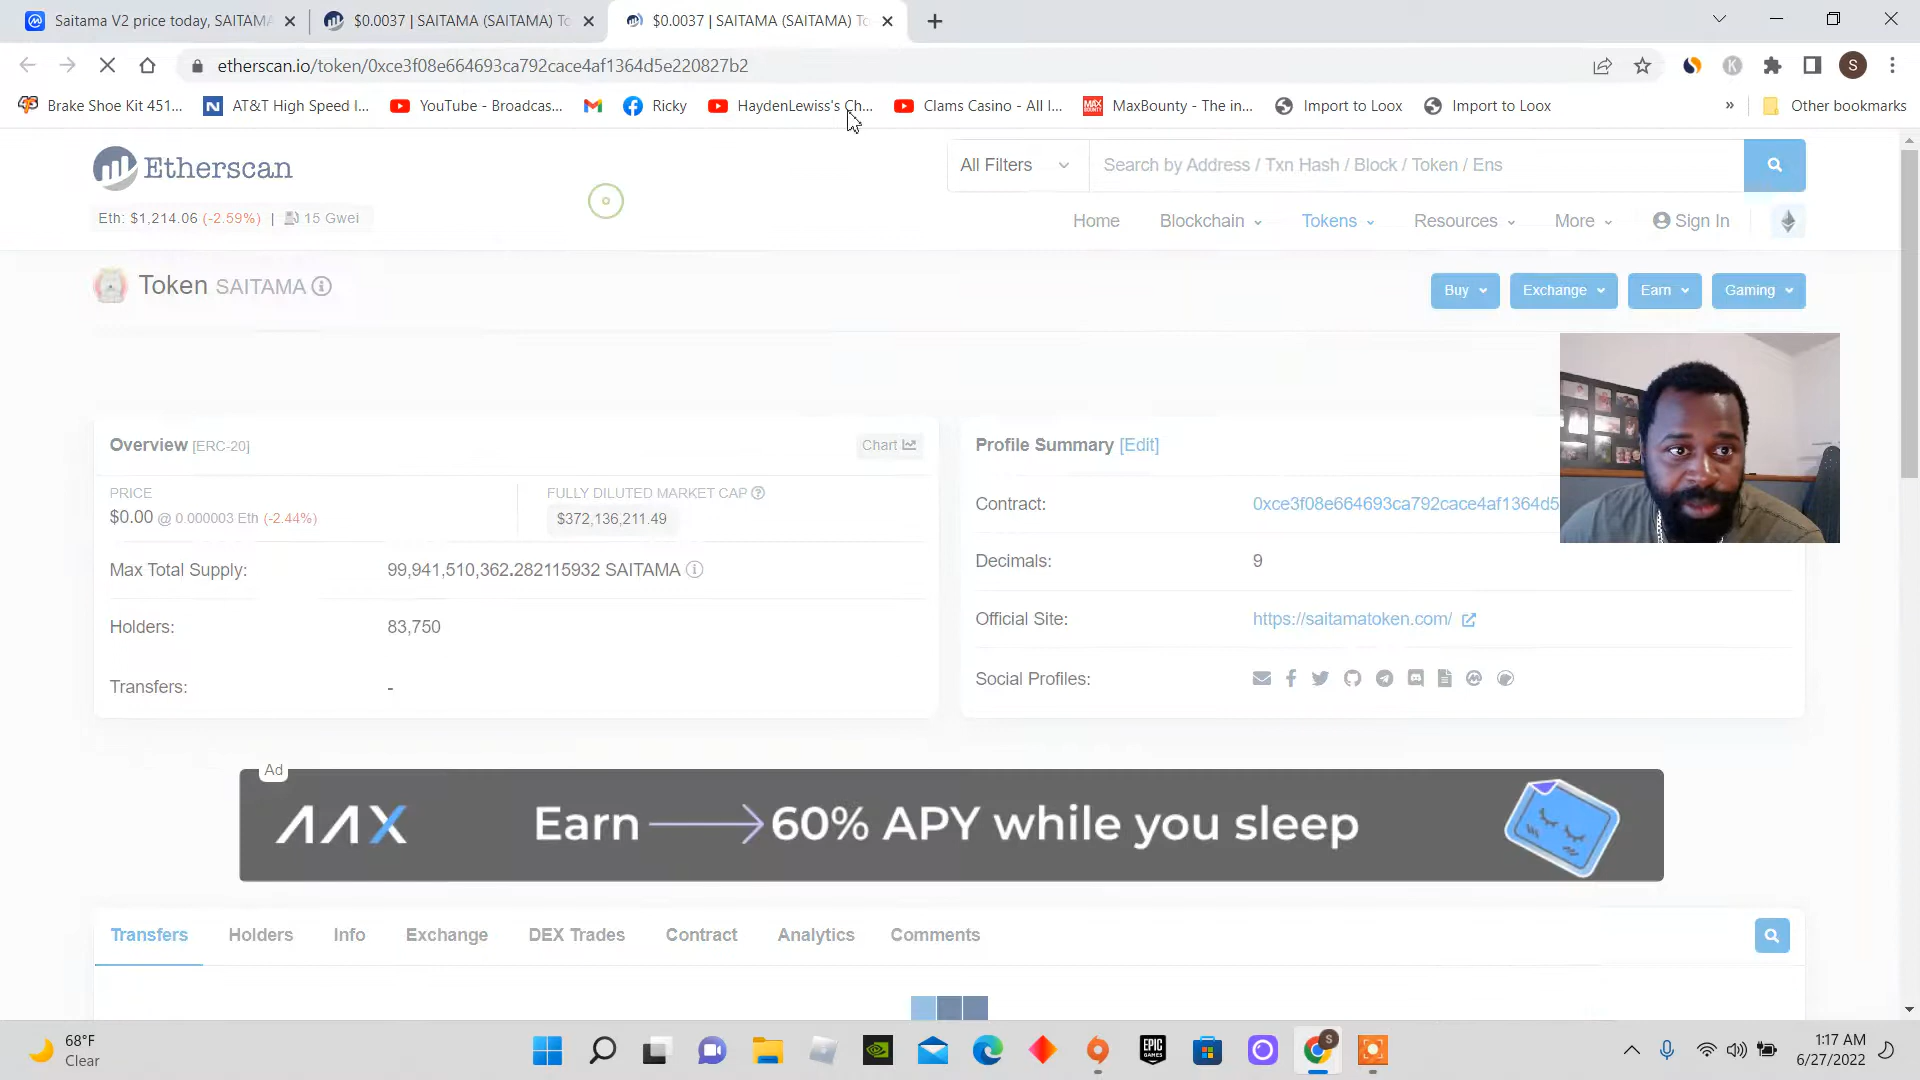 Saitama V2 price today, SAITAMA
$0.0037 | SAITAMA (SAITAMA) To
$0.0037 | SAITAMA (SAITAMA) To
etherscan.io/token/0xce3f08e664693ca792cace4af1364d5e220827b2
S
Brake Shoe Kit 451...
AT&T High Speed I...
YouTube - Broadcas...
Ricky
HaydenLewiss's Ch...
Clams Casino - All I...
MaxBounty - The in...
Import to Loox
Import to Loox
»
Other bookmarks
Etherscan
All Filters
Search by Address / Txn Hash / Block / Token / Ens
Eth: $1,214.06 (-2.59%) | 15 Gwei
Home
Blockchain
Tokens
Resources
More
Sign In
Token SAITAMA
Buy
Exchange
Earn
Gaming
Overview [ERC-20]
Chart
PRICE
$0.00 @ 0.000003 Eth (-2.44%)
FULLY DILUTED MARKET CAP
$372,136,211.49
Max Total Supply:
99,941,510,362.282115932 SAITAMA
Holders:
83,750
Transfers:
-
Profile Summary [Edit]
Contract:
0xce3f08e664693ca792cace4af1364d5
Decimals:
9
Official Site:
https://saitamatoken.com/
Social Profiles:
Ad
AAX
Earn
60% APY while you sleep
Transfers
Holders
Info
Exchange
DEX Trades
Contract
Analytics
Comments
68°F
Clear
EPIC GAMES
S
1:17 AM
6/27/2022